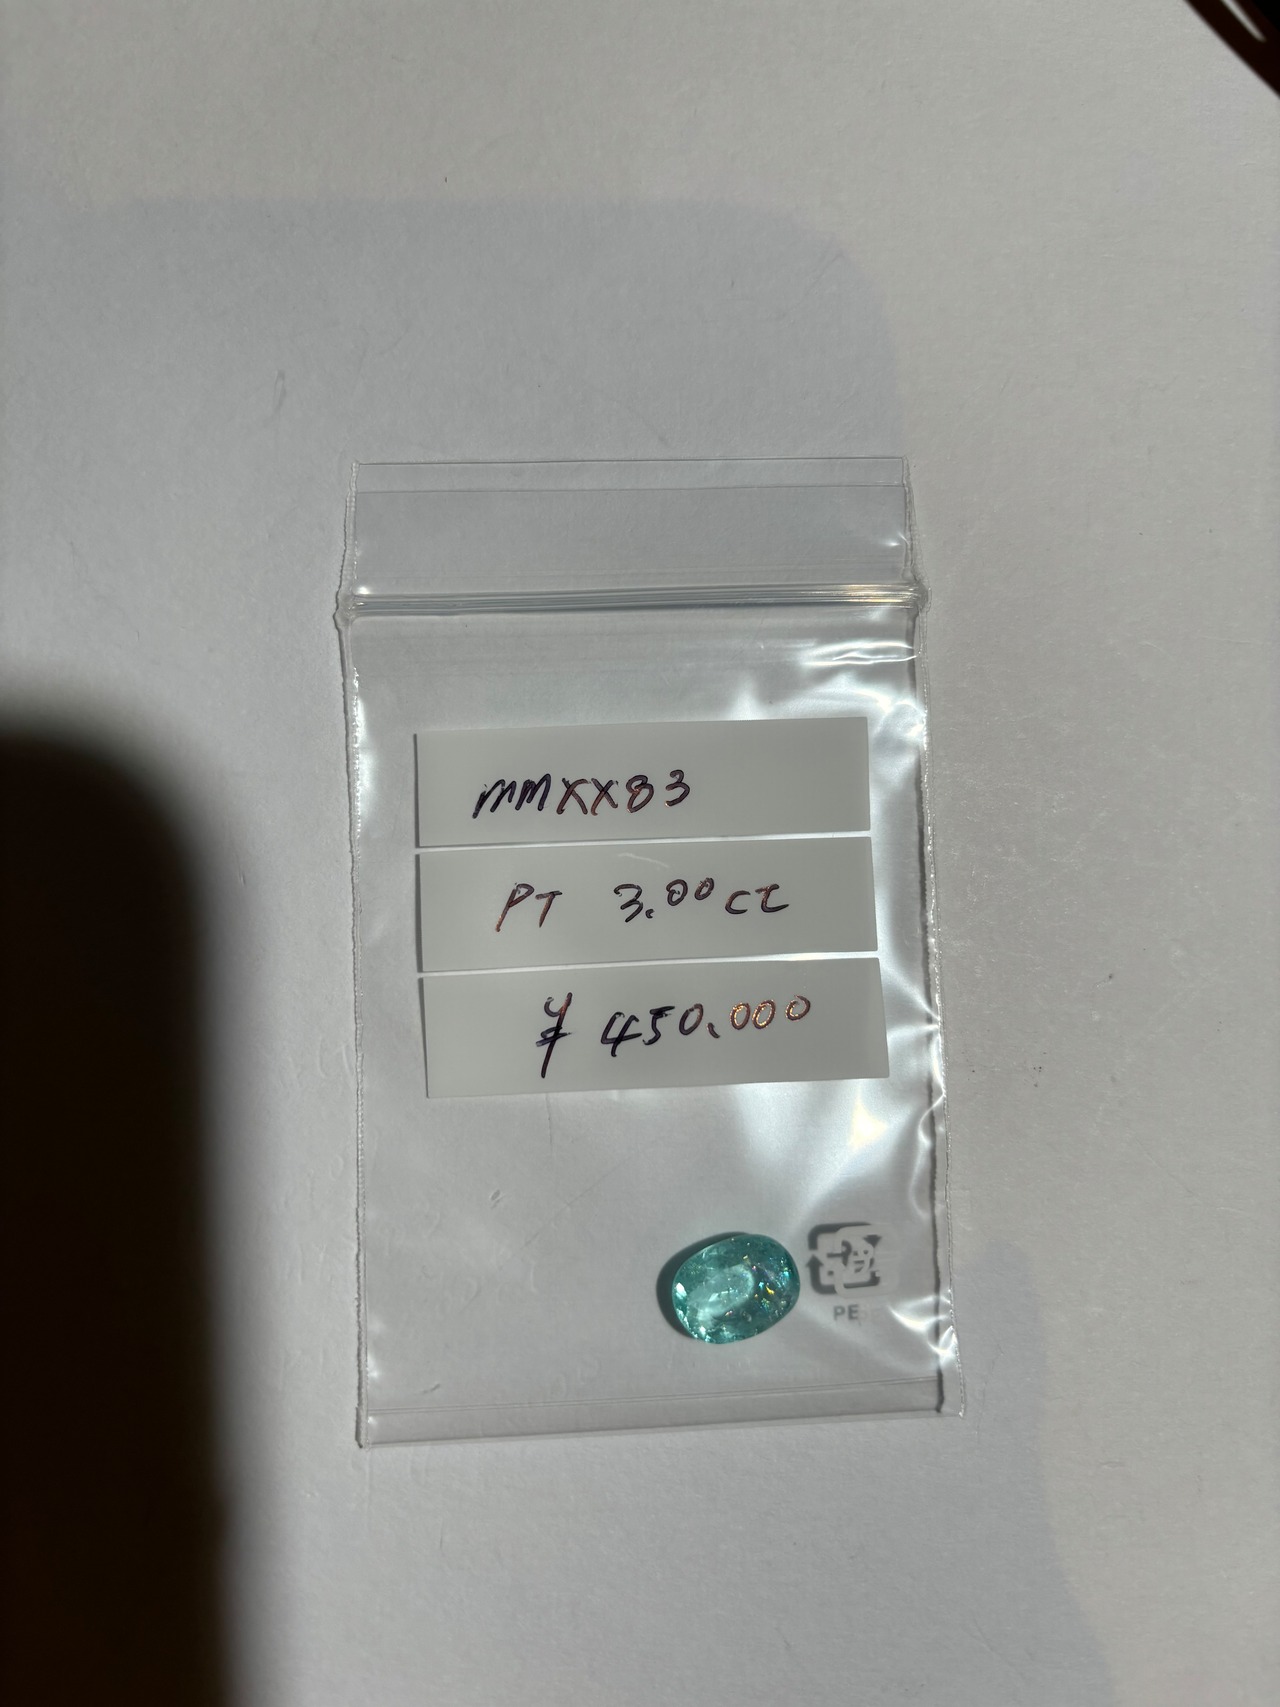 MMXX83
PT 3.00ct
¥ 450.000
PE